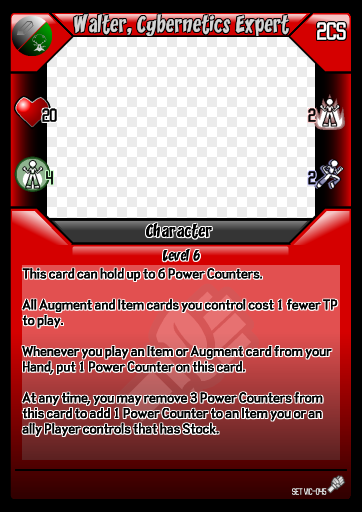 Walter, Cybernetics Expert
2CS
20
2
4
2
Character
Level 6
This card can hold up to 6 Power Counters.
All Augment and Item cards you control cost 1 fewer TP
to play.
Whenever you play an Item or Augment card from your
Hand, put 1 Power Counter on this card.
At any time, you may remove 3 Power Counters from
this card to add 1 Power Counter to an Item you or an
ally Player controls that has Stock.
SET VIC-045